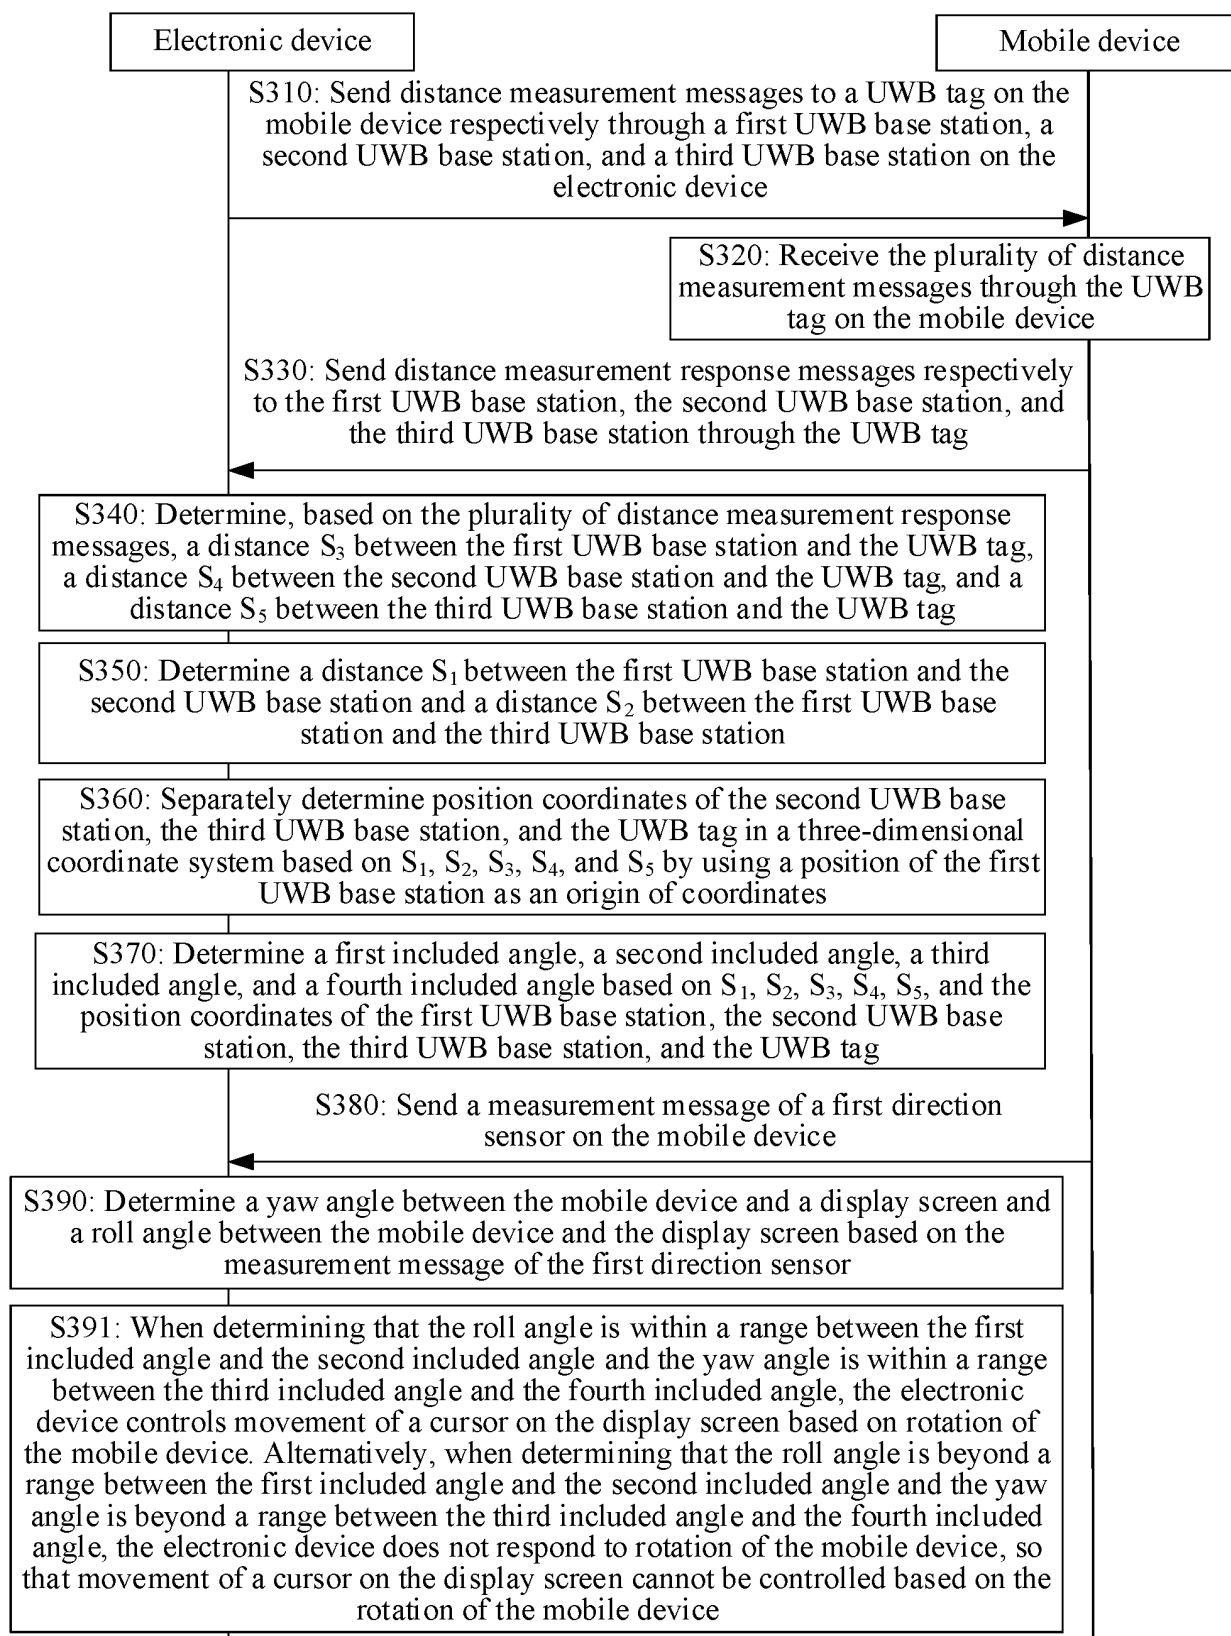 Electronic device
Mobile device
S310: Send distance measurement messages to a UWB tag on the
mobile device respectively through a first UWB base station, a
second UWB base station, and a third UWB base station on the
electronic device
S320: Receive the plurality of distance
measurement messages through the UWB
tag on the mobile device
S330: Send distance measurement response messages respectively
to the first UWB base station, the second UWB base station, and
the third UWB base station through the UWB tag
S340: Determine, based on the plurality of distance measurement response
messages, a distance S₃ between the first UWB base station and the UWB tag,
a distance S₄ between the second UWB base station and the UWB tag, and a
distance S₅ between the third UWB base station and the UWB tag
S350: Determine a distance S₁ between the first UWB base station and the
second UWB base station and a distance S₂ between the first UWB base
station and the third UWB base station
S360: Separately determine position coordinates of the second UWB base
station, the third UWB base station, and the UWB tag in a three-dimensional
coordinate system based on S₁, S₂, S₃, S₄, and S₅ by using a position of the first
UWB base station as an origin of coordinates
S370: Determine a first included angle, a second included angle, a third
included angle, and a fourth included angle based on S₁, S₂, S₃, S₄, S₅, and the
position coordinates of the first UWB base station, the second UWB base
station, the third UWB base station, and the UWB tag
S380: Send a measurement message of a first direction
sensor on the mobile device
S390: Determine a yaw angle between the mobile device and a display screen and
a roll angle between the mobile device and the display screen based on the
measurement message of the first direction sensor
S391: When determining that the roll angle is within a range between the first
included angle and the second included angle and the yaw angle is within a range
between the third included angle and the fourth included angle, the electronic
device controls movement of a cursor on the display screen based on rotation of
the mobile device. Alternatively, when determining that the roll angle is beyond a
range between the first included angle and the second included angle and the yaw
angle is beyond a range between the third included angle and the fourth included
angle, the electronic device does not respond to rotation of the mobile device, so
that movement of a cursor on the display screen cannot be controlled based on the
rotation of the mobile device